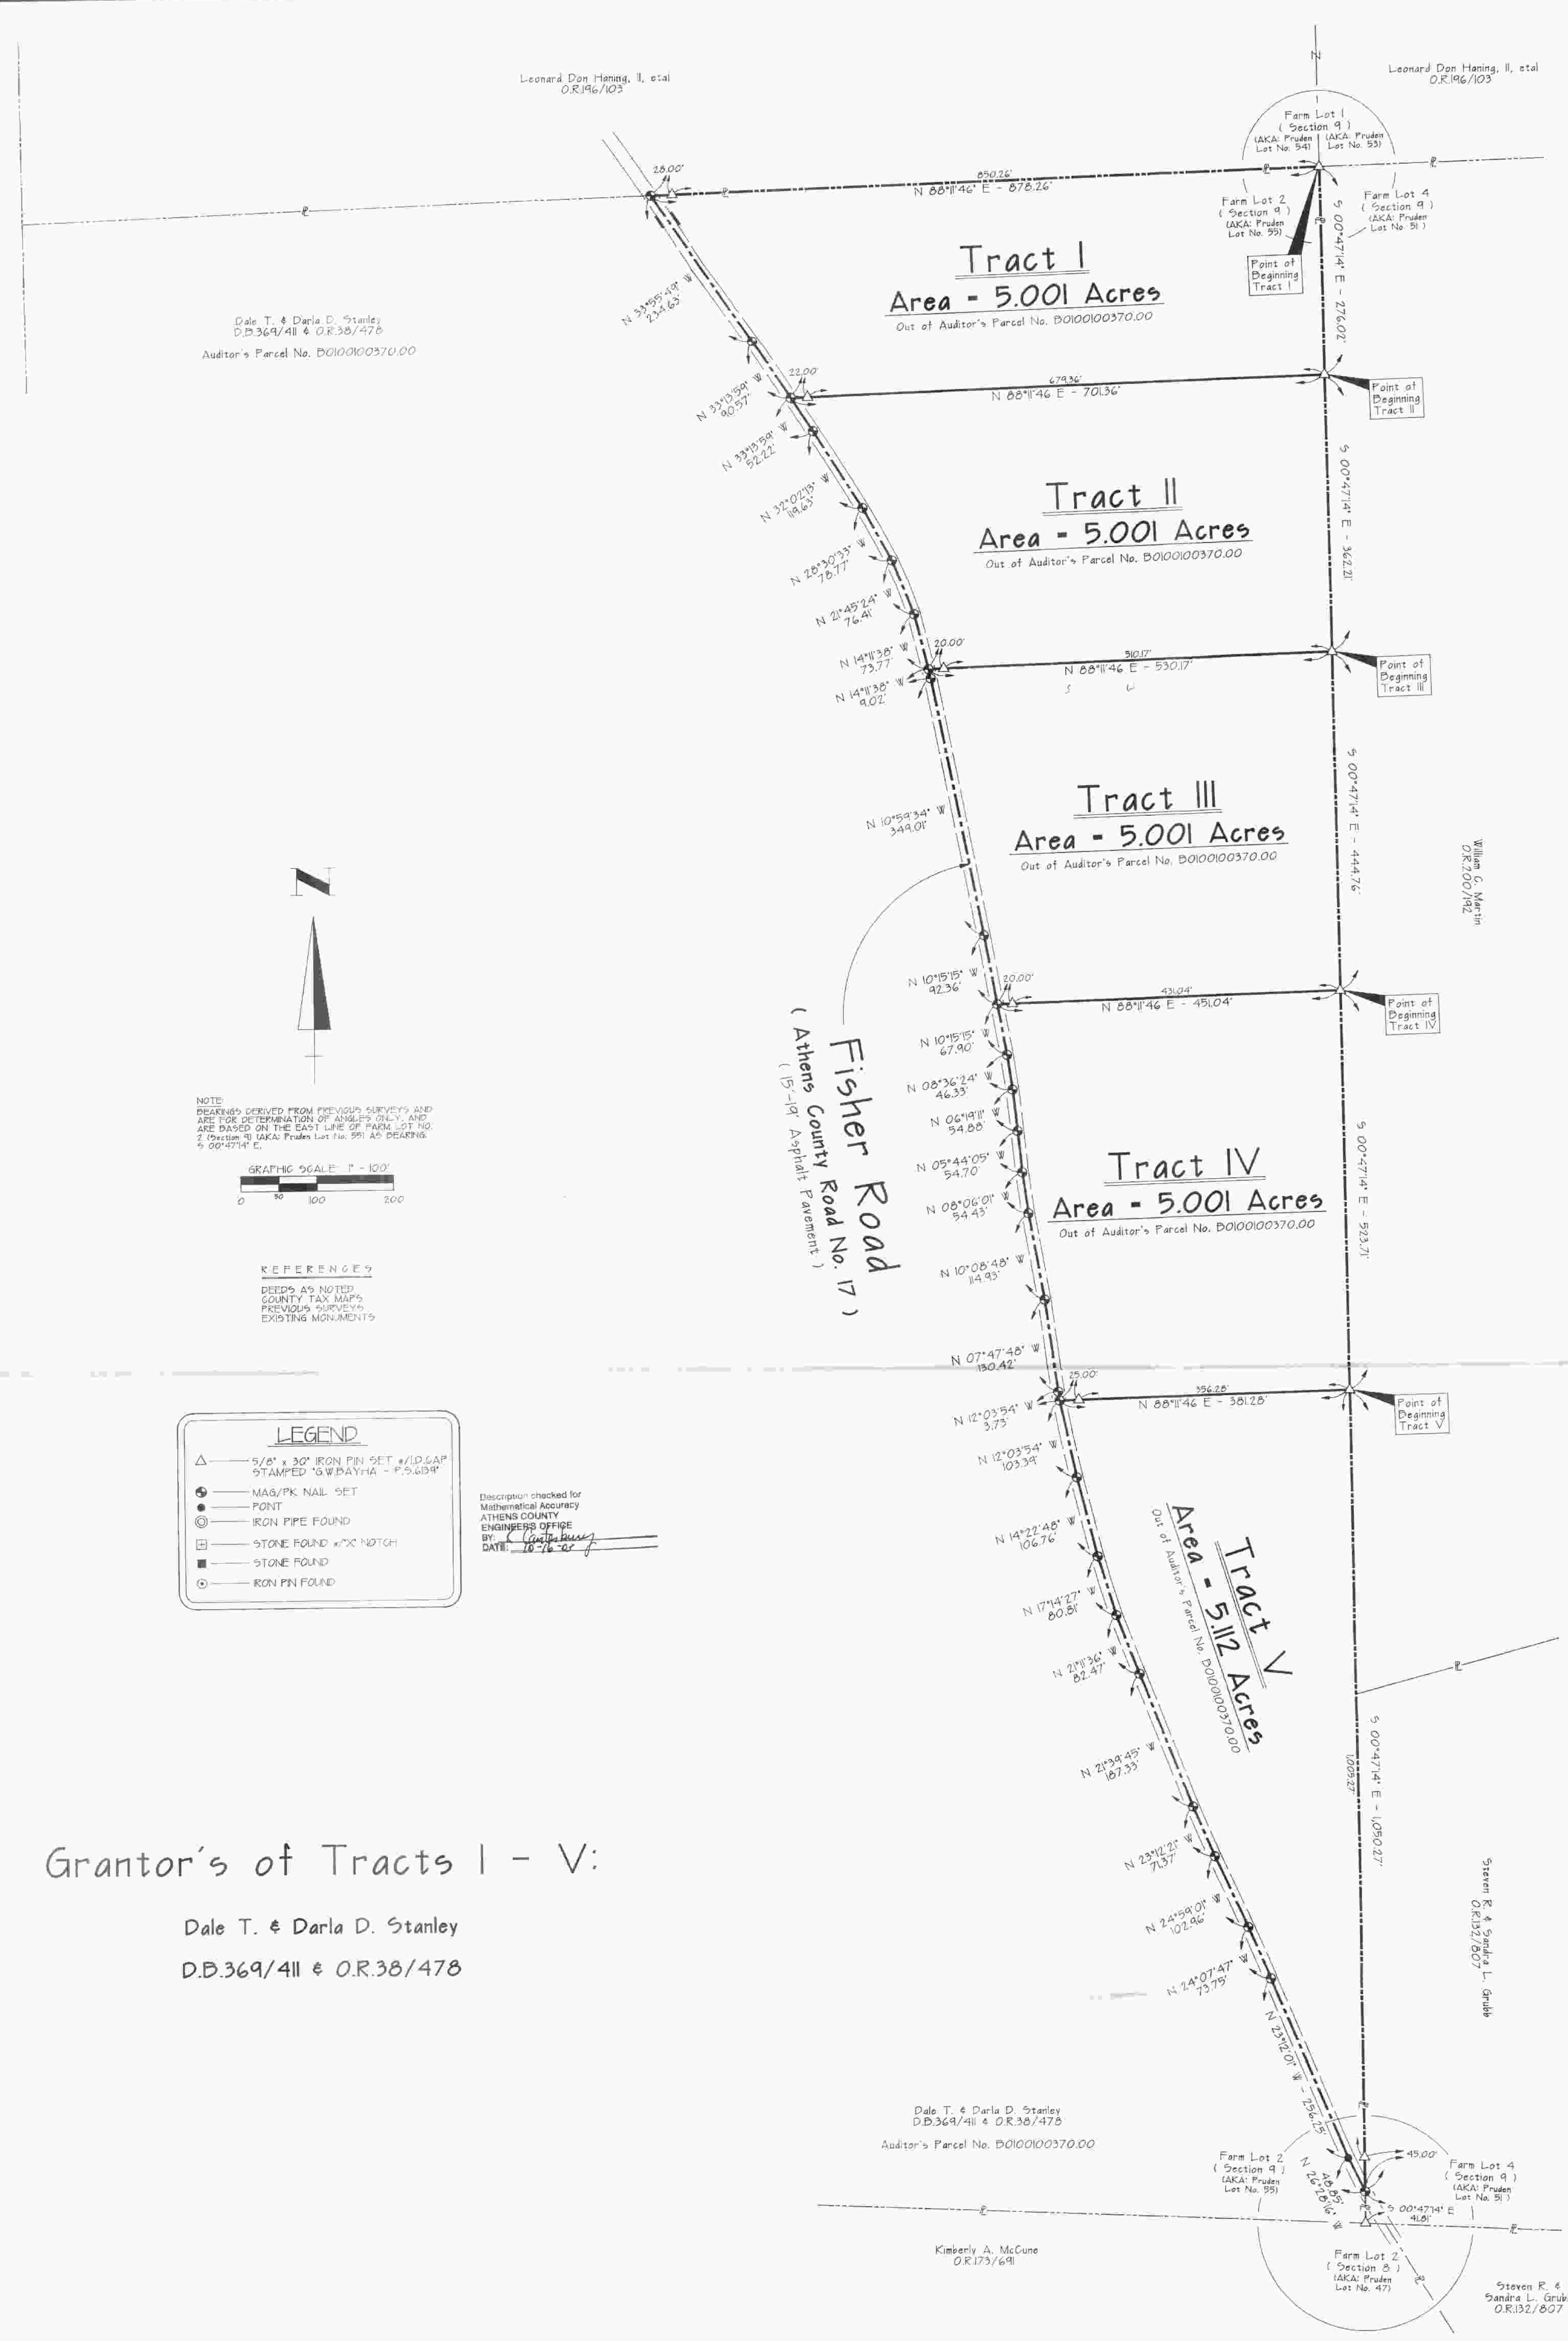 Leonard Don Haning, II, etal
O.R.196/103
N
Leonard Don Haning, II, etal
O.R.196/103
Farm Lot 1
( Section 9 )
(AKA: Pruden
Lot No. 54)
(AKA: Pruden
Lot No. 53)
28.00'
850.26'
N 88°11'46" E - 878.26'
Farm Lot 2
( Section 9 )
(AKA: Pruden
Lot No. 55)
Farm Lot 4
( Section 9 )
(AKA: Pruden
Lot No. 51 )
Point of
Beginning
Tract I
S 00°47'14" E - 276.02'
Tract I
Area = 5.001 Acres
Out of Auditor's Parcel No. B0100100370.00
N 33°55'49" W
234.63'
Dale T. & Darla D. Stanley
D.B.369/411 & O.R.38/478
Auditor's Parcel No. B0100100370.00
22.00'
679.36'
N 88°11'46 E - 701.36'
Point of
Beginning
Tract II
N 33°13'59" W
90.57'
N 33°13'59" W
52.22'
N 32°02'13" W
119.63'
N 28°30'33" W
78.77'
N 21°45'24" W
76.41'
N 14°11'38" W
73.77'
N 14°11'38" W
9.02'
Tract II
Area = 5.001 Acres
Out of Auditor's Parcel No. B0100100370.00
S 00°47'14" E - 362.21'
20.00'
510.17'
N 88°11'46 E - 530.17'
S W
Point of
Beginning
Tract III
Tract III
Area = 5.001 Acres
Out of Auditor's Parcel No. B0100100370.00
S 00°47'14" E - 444.76'
N 10°59'34" W
349.01'
William C. Martin
O.R.200/192
N
N 10°15'15" W
92.36'
20.00'
431.04'
N 88°11'46 E - 451.04'
Point of
Beginning
Tract IV
Fisher Road
( Athens County Road No. 17 )
( 15'-19' Asphalt Pavement )
N 10°15'15" W
67.90'
N 08°36'24" W
46.33'
N 06°19'11" W
54.88'
N 05°44'05" W
54.70'
N 08°06'01" W
54.43'
N 10°08'48" W
114.93'
N 07°47'48" W
130.42'
Tract IV
Area = 5.001 Acres
Out of Auditor's Parcel No. B0100100370.00
S 00°47'14" E - 523.71'
NOTE:
BEARINGS DERIVED FROM PREVIOUS SURVEYS AND
ARE FOR DETERMINATION OF ANGLES ONLY, AND
ARE BASED ON THE EAST LINE OF FARM LOT NO.
2 (Section 9) (AKA: Pruden Lot No. 55) AS BEARING:
S 00°47'14" E.
GRAPHIC SCALE: 1" = 100'
0 50 100 200
REFERENCES
DEEDS AS NOTED
COUNTY TAX MAPS
PREVIOUS SURVEYS
EXISTING MONUMENTS
25.00'
356.28'
N 88°11'46 E - 381.28'
Point of
Beginning
Tract V
N 12°03'54" W
3.73'
N 12°03'54" W
103.39'
N 14°22'48" W
106.76'
N 17°14'27" W
80.81'
N 21°11'36" W
82.47'
N 21°39'45" W
187.33'
N 23°12'21" W
71.37'
N 24°59'01" W
102.96'
N 24°07'47" W
73.75'
N 23°12'01" W - 256.25'
Tract V
Area = 5.112 Acres
Out of Auditor's Parcel No. B0100100370.00
1,005.27'
S 00°47'14" E - 1,050.27'
LEGEND
5/8" x 30" IRON PIN SET w/I.D.CAP
STAMPED "G.W.BAYHA - P.S.6139"
MAG/PK NAIL SET
POINT
IRON PIPE FOUND
STONE FOUND w/"X" NOTCH
STONE FOUND
IRON PIN FOUND
Description checked for
Mathematical Accuracy
ATHENS COUNTY
ENGINEER'S OFFICE
BY:
DATE:
Grantor's of Tracts I - V:
Dale T. & Darla D. Stanley
D.B.369/411 & O.R.38/478
Steven R. & Sandra L. Grubb
O.R.132/807
Dale T. & Darla D. Stanley
D.B.369/411 & O.R.38/478
Auditor's Parcel No. B0100100370.00
Farm Lot 2
( Section 9 )
(AKA: Pruden
Lot No. 55)
48.85'
N 26°28'16" W
45.00'
Farm Lot 4
( Section 9 )
(AKA: Pruden
Lot No. 51 )
S 00°47'14" E
41.81'
Kimberly A. McCune
O.R.173/691
Farm Lot 2
( Section 8 )
(AKA: Pruden
Lot No. 47)
Steven R. &
Sandra L. Grub
O.R.132/807